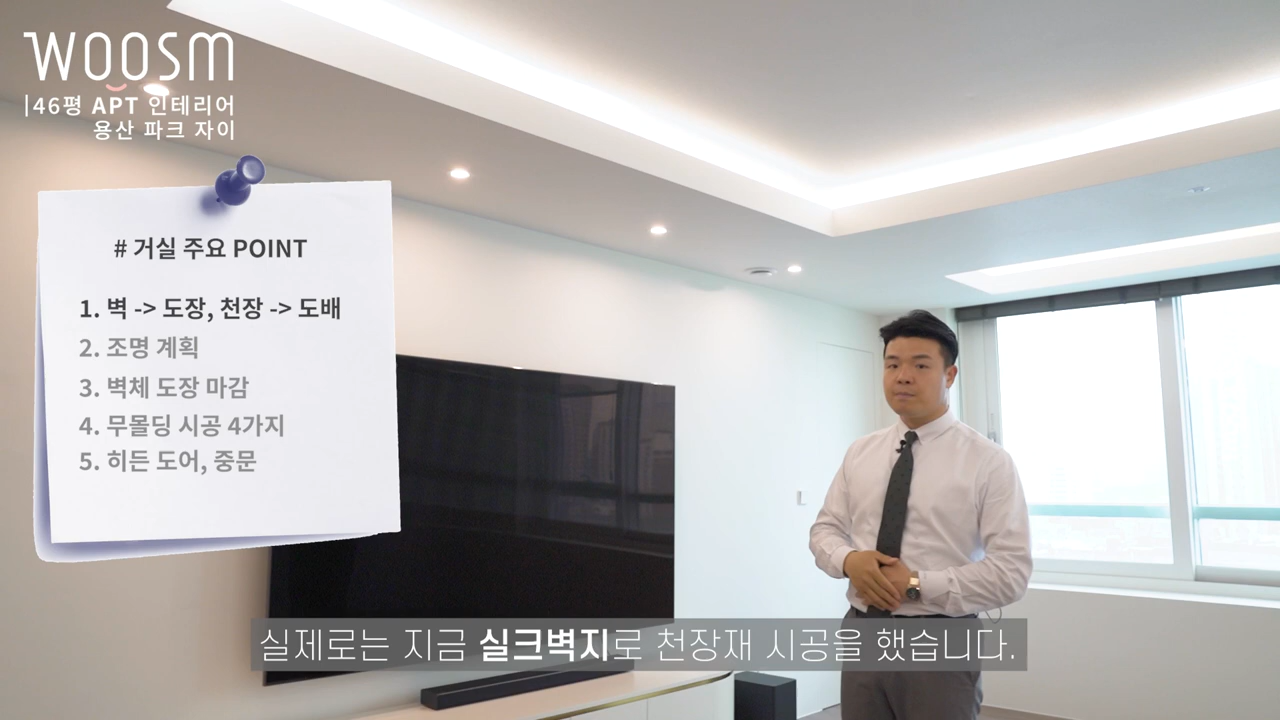 WOOSM
|46평 APT 인테리어
용산 파크 자이
# 거실 주요 POINT
1. 벽 -> 도장, 천장 -> 도배
2. 조명 계획
3. 벽체 도장 마감
4. 무몰딩 시공 4가지
5. 히든 도어, 중문
실제로는 지금 실크벽지로 천장재 시공을 했습니다.